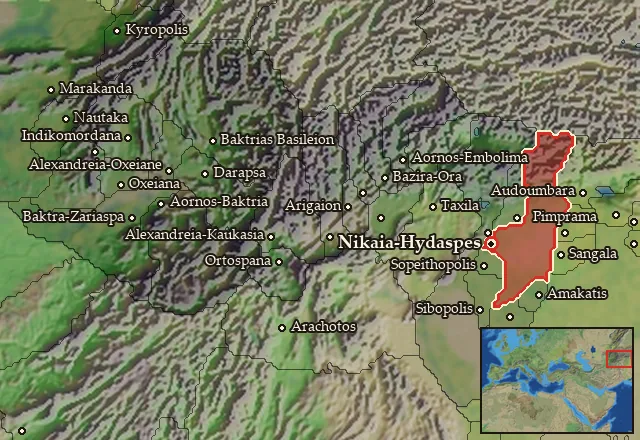 Kyropolis
Marakanda
Nautaka
Indikomordana
Baktrias Basileion
Alexandreia-Oxeiane
Aornos-Embolima
Darapsa
Bazira-Ora
Oxeiana
Audoumbara
Aornos-Baktria
Arigaion
Taxila
Baktra-Zariaspa
Pimprama
Alexandreia-Kaukasia
Nikaia-Hydaspes
Sangala
Ortospana
Sopeithopolis
Amakatis
Sibopolis
Arachotos